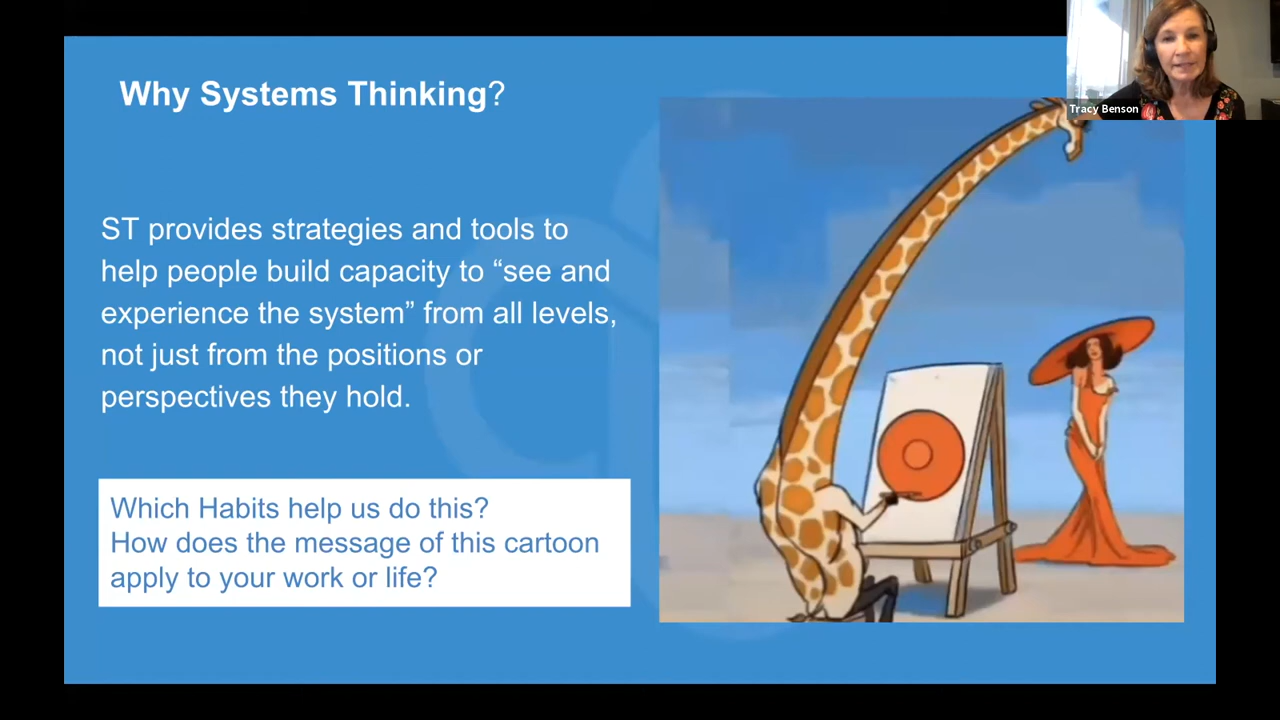 Why Systems Thinking?
Tracy Benson
ST provides strategies and tools to
help people build capacity to “see and
experience the system” from all levels,
not just from the positions or
perspectives they hold.
Which Habits help us do this?
How does the message of this cartoon
apply to your work or life?